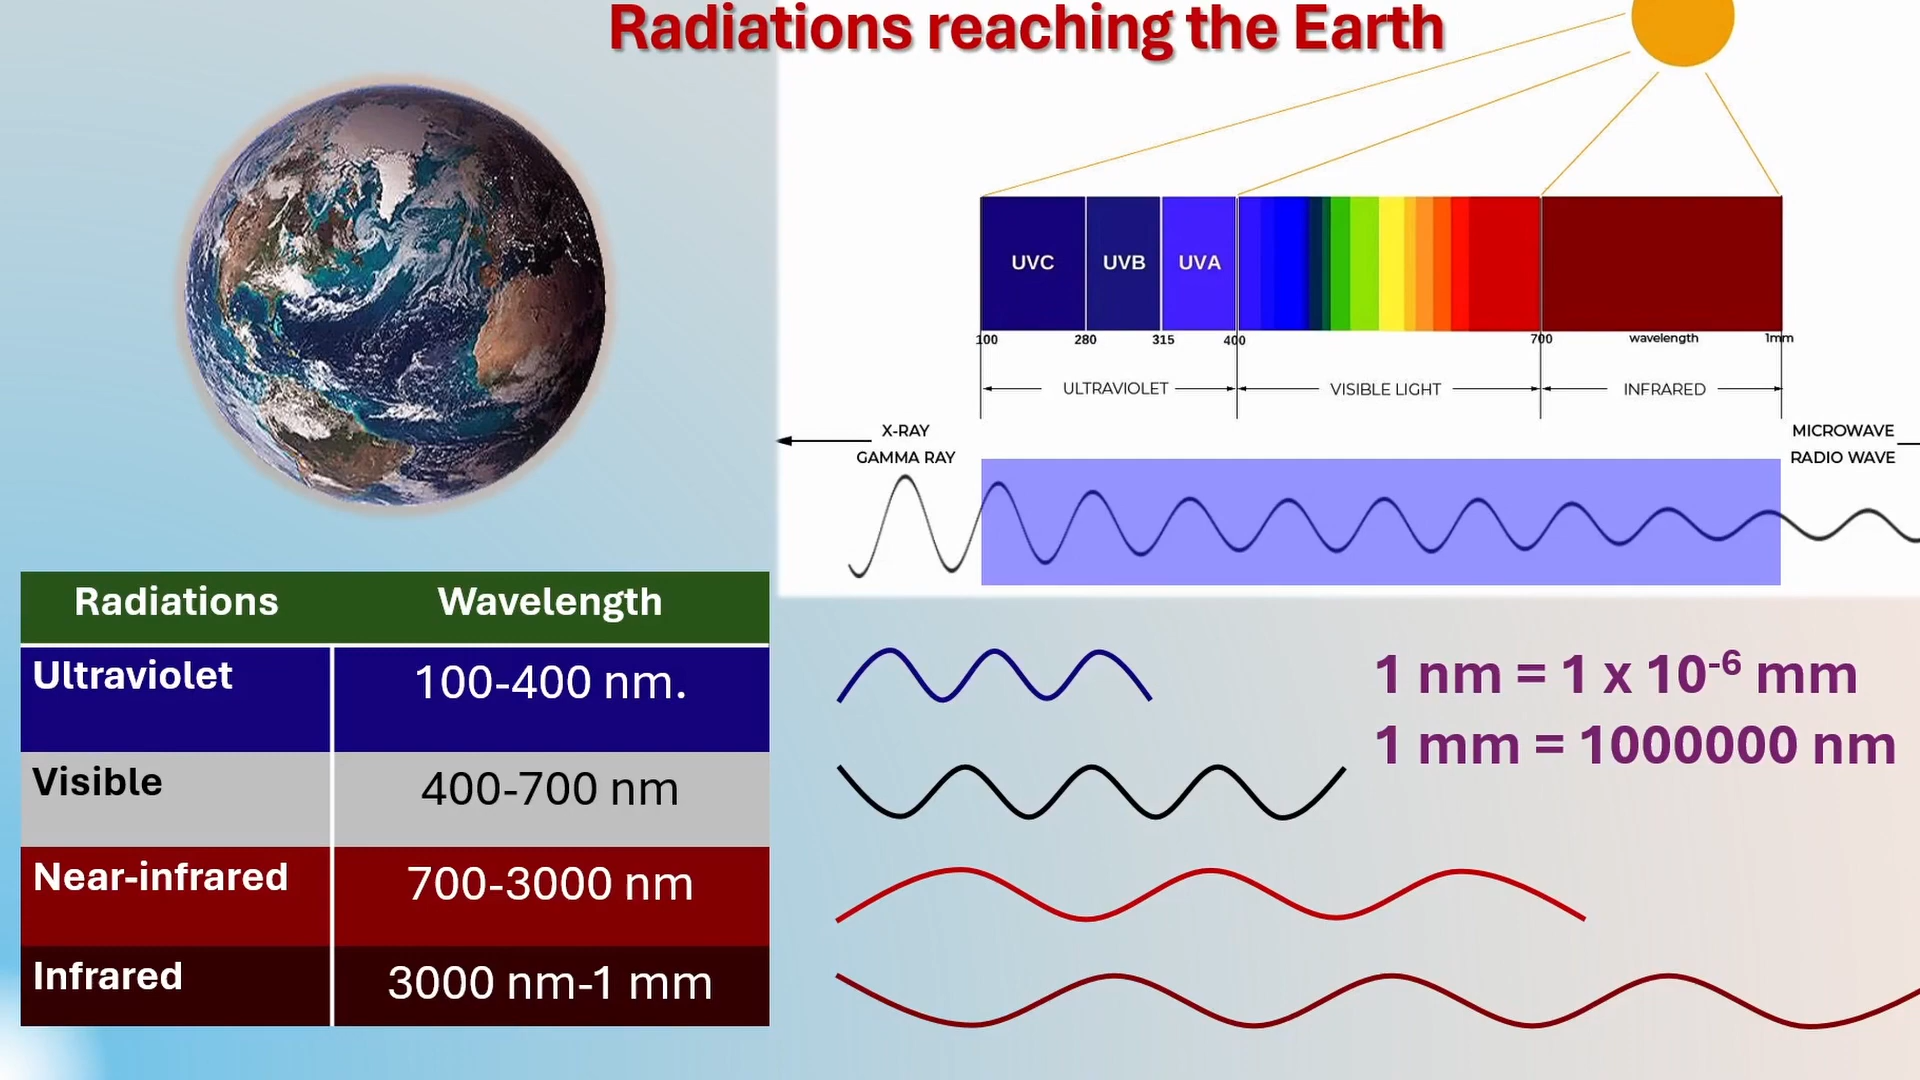 Radiations reaching the Earth
UVC UVB UVA
100 280 315 400 700 wavelength 1mm
ULTRAVIOLET VISIBLE LIGHT INFRARED
X-RAY
GAMMA RAY
MICROWAVE
RADIO WAVE
Radiations Wavelength
Ultraviolet 100-400 nm.
Visible 400-700 nm
Near-infrared 700-3000 nm
Infrared 3000 nm-1 mm
1 nm = 1 x 10⁻⁶ mm
1 mm = 1000000 nm